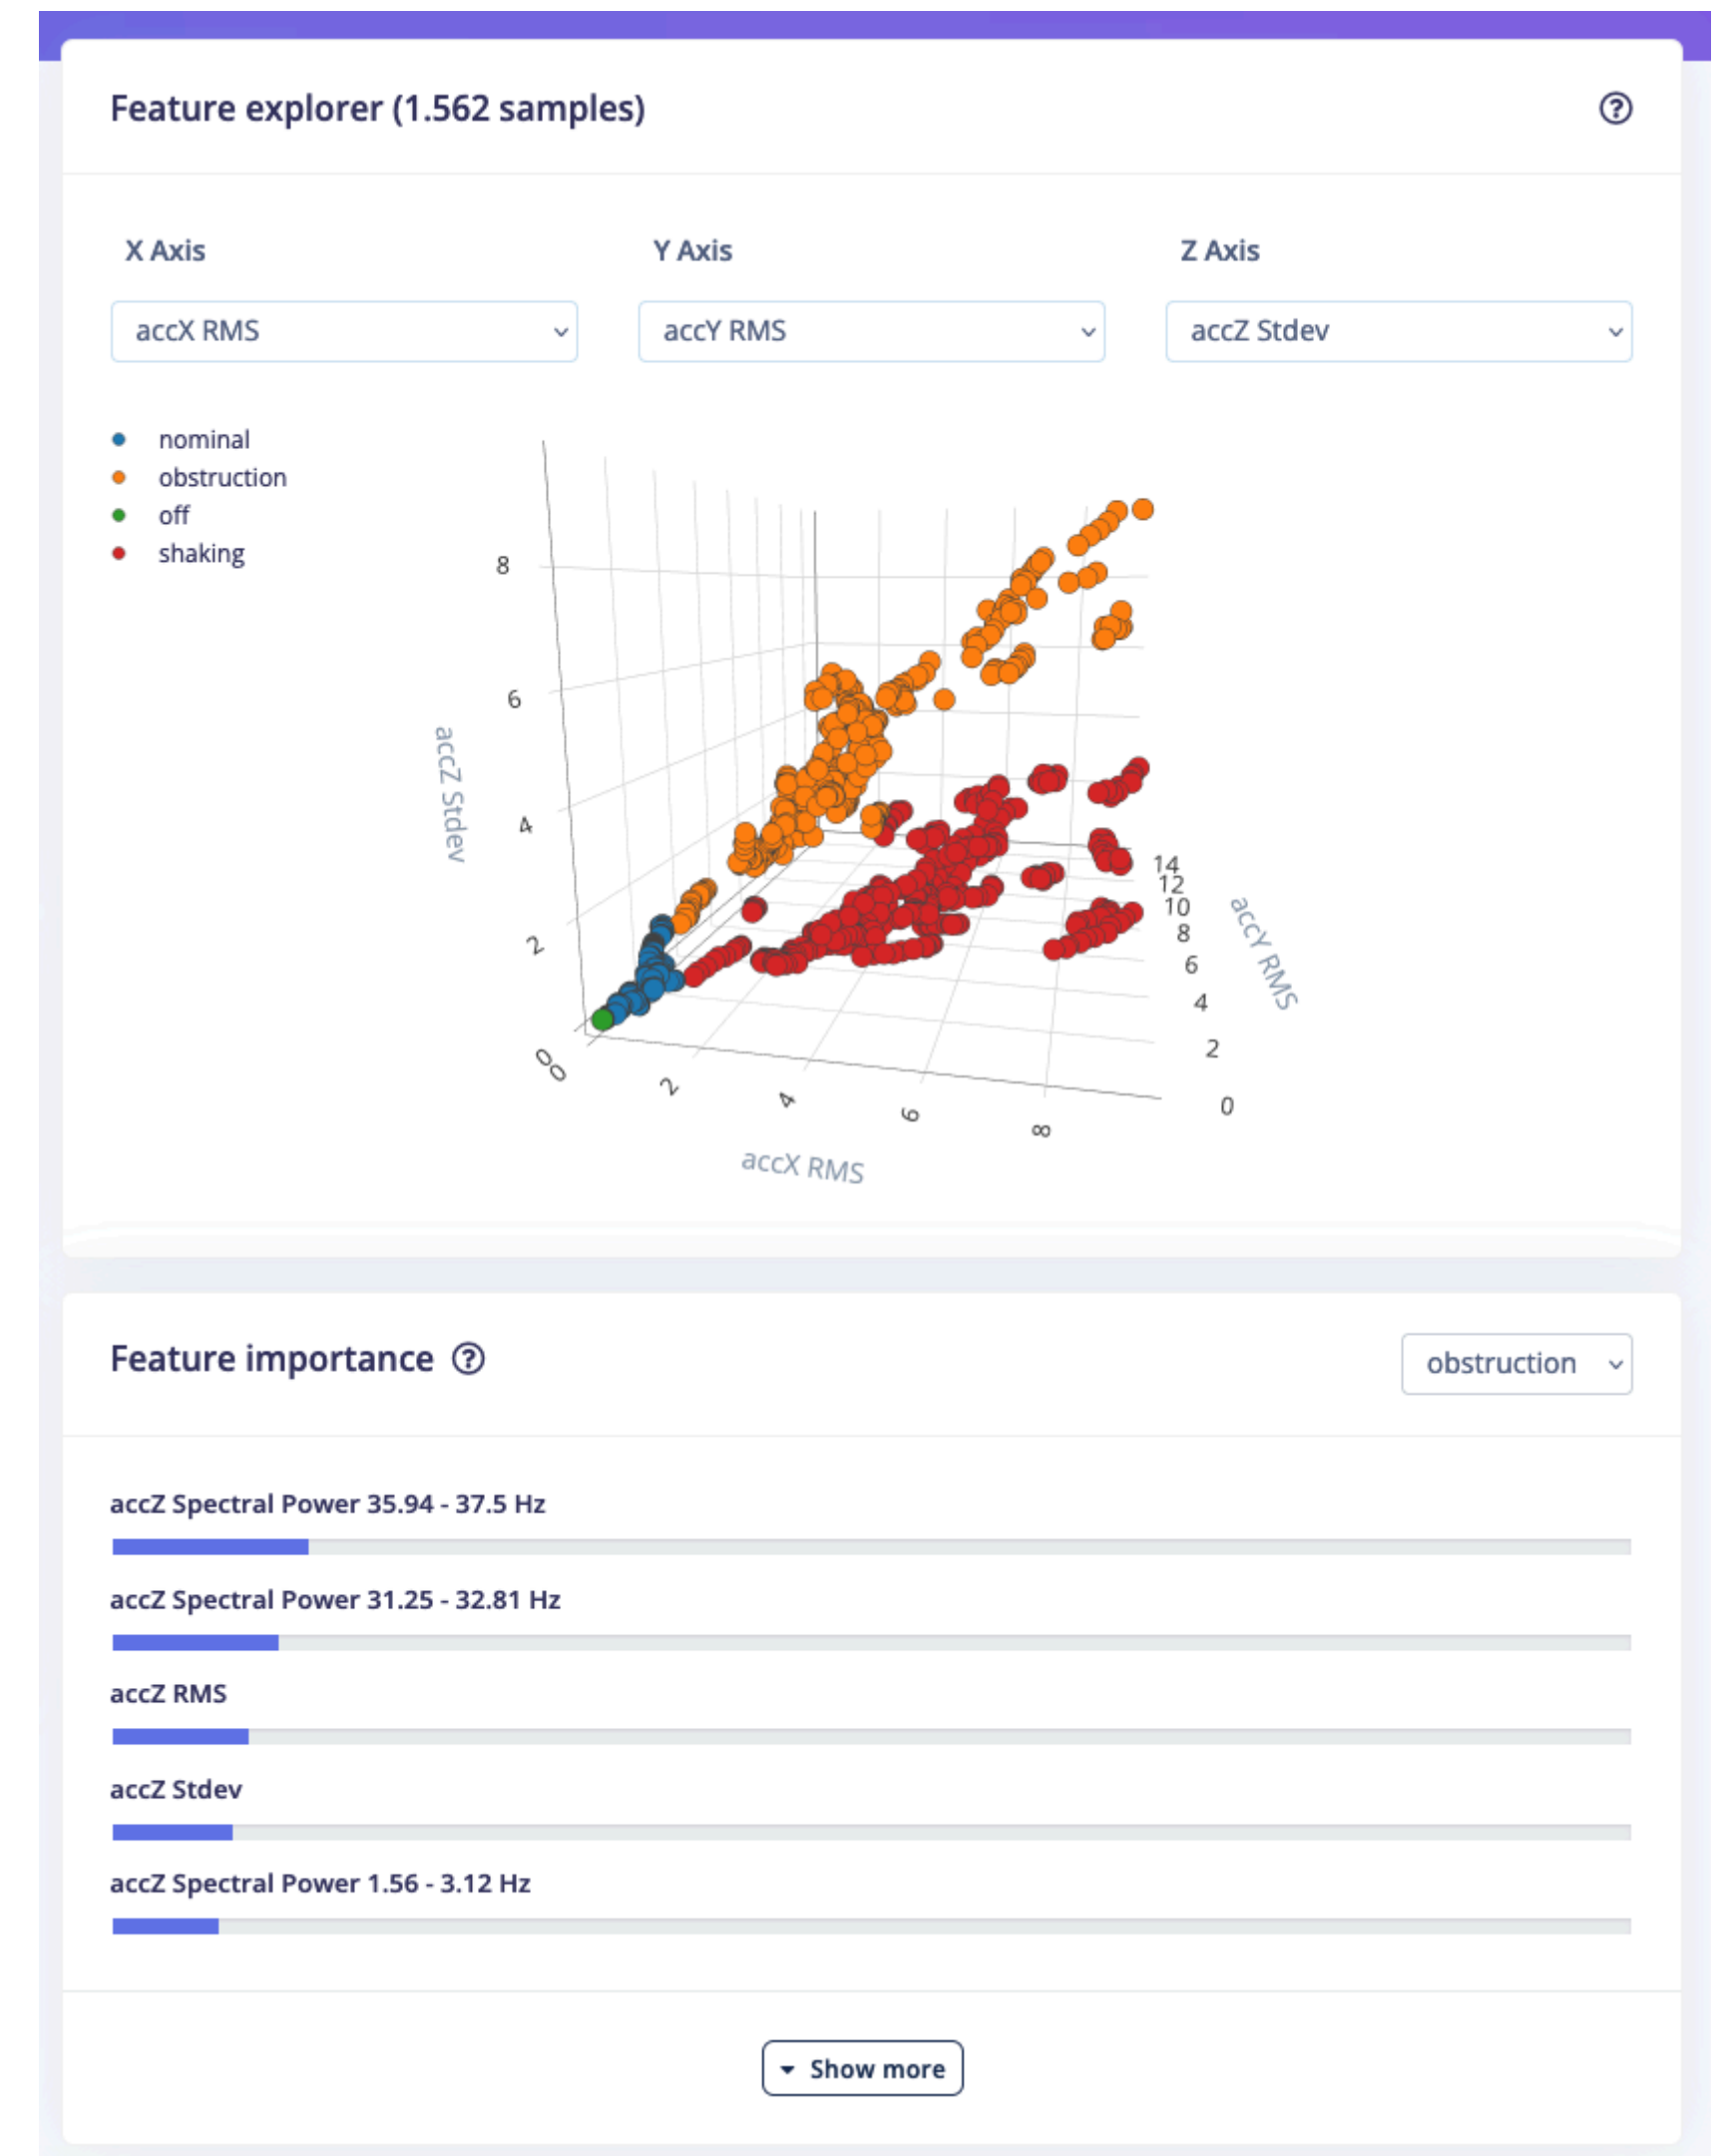 Feature explorer (1.562 samples)
X Axis
Y Axis
Z Axis
accX RMS
accY RMS
accZ Stdev
nominal
obstruction
off
shaking
8
6
4
2
0
accZ Stdev
0
2
4
6
8
accX RMS
14
12
10
8
6
4
2
0
accY RMS
Feature importance
obstruction
accZ Spectral Power 35.94 - 37.5 Hz
accZ Spectral Power 31.25 - 32.81 Hz
accZ RMS
accZ Stdev
accZ Spectral Power 1.56 - 3.12 Hz
Show more